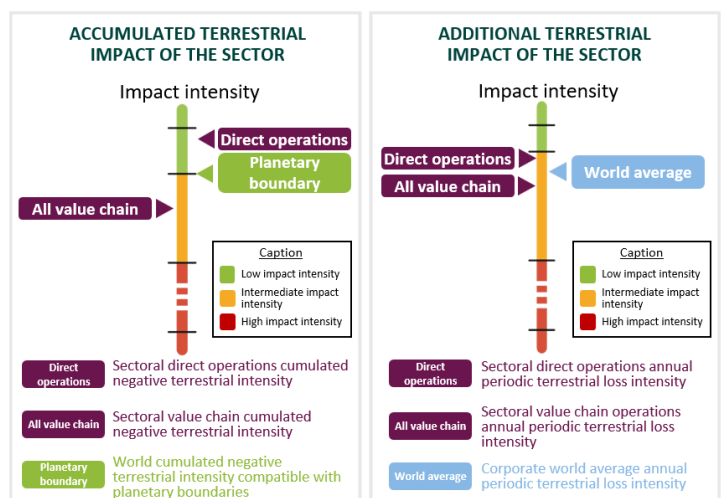 ACCUMULATED TERRESTRIAL
IMPACT OF THE SECTOR
Impact intensity
Direct operations
Planetary
boundary
All value chain
Caption
Low impact intensity
Intermediate impact
intensity
High impact intensity
Direct
operations
Sectoral direct operations cumulated
negative terrestrial intensity
All value chain
Sectoral value chain cumulated
negative terrestrial intensity
Planetary
boundary
World cumulated negative
terrestrial intensity compatible with
planetary boundaries
ADDITIONAL TERRESTRIAL
IMPACT OF THE SECTOR
Impact intensity
Direct operations
World average
All value chain
Caption
Low impact intensity
Intermediate impact
intensity
High impact intensity
Direct
operations
Sectoral direct operations annual
periodic terrestrial loss intensity
All value chain
Sectoral value chain operations
annual periodic terrestrial loss
intensity
World average
Corporate world average annual
periodic terrestrial loss intensity